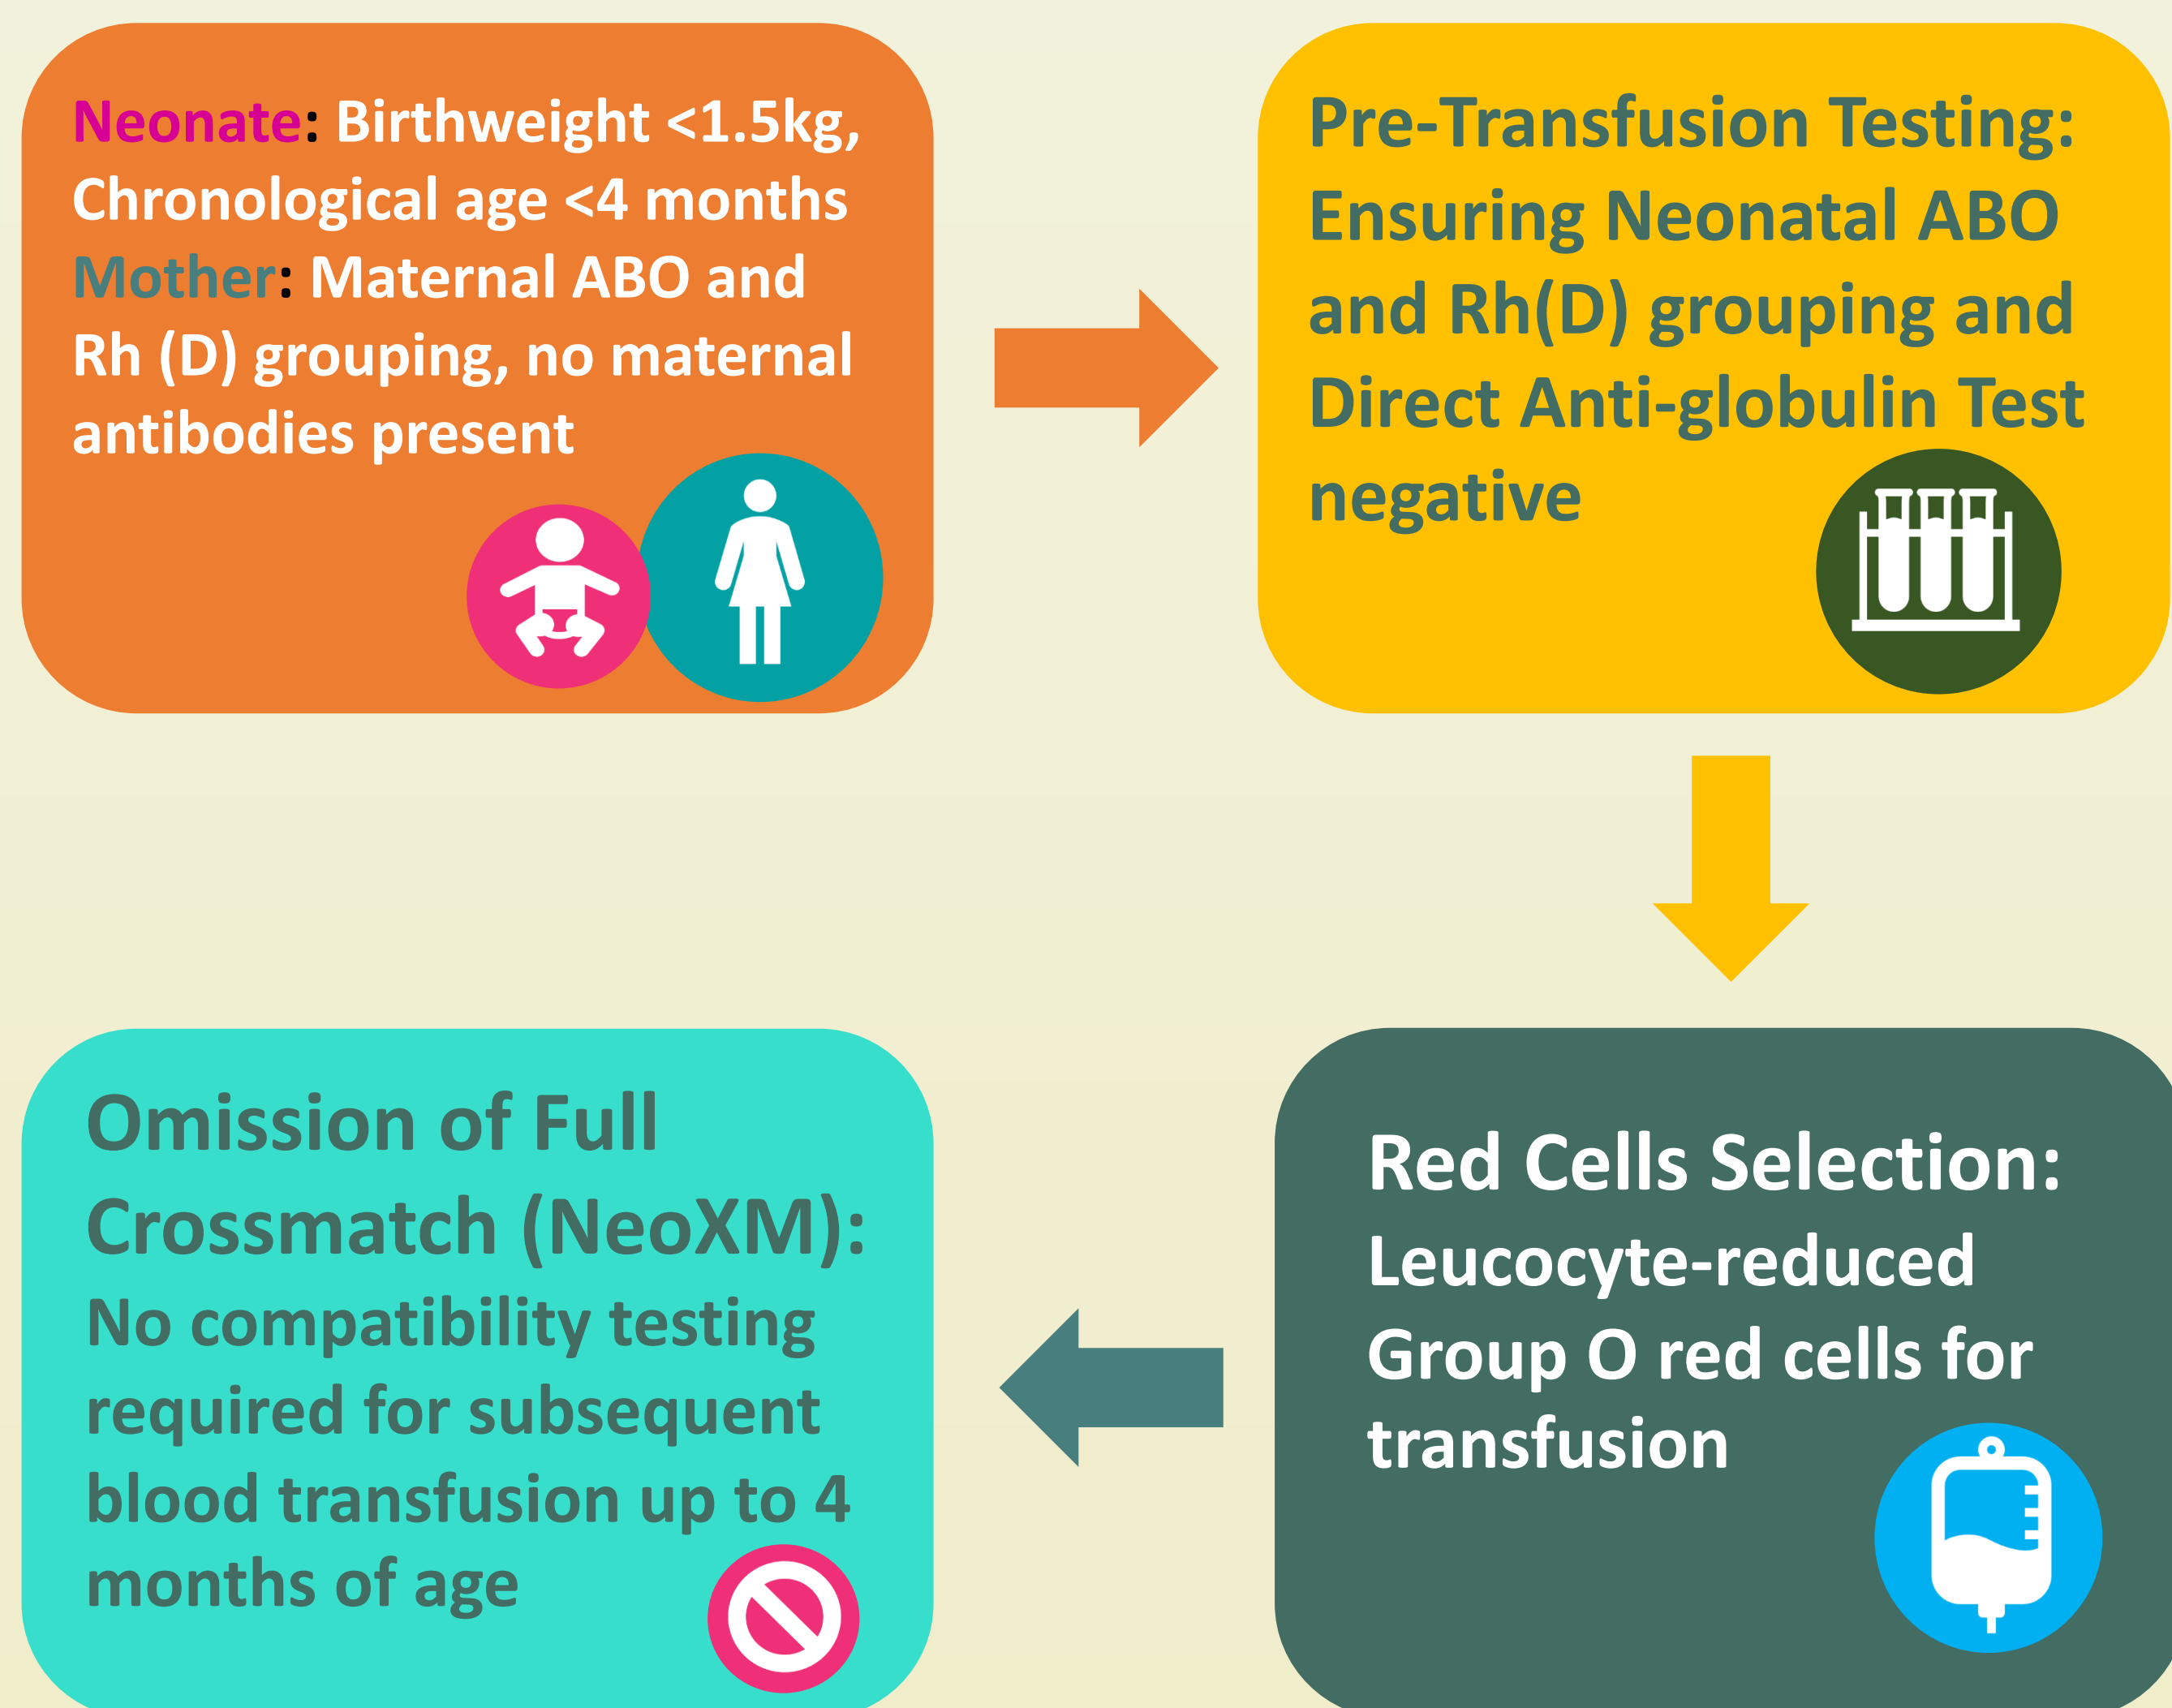 Neonate: Birthweight <1.5kg,
Chronological age <4 months
Mother: Maternal ABO and
Rh (D) grouping, no maternal
antibodies present
Pre-Transfusion Testing:
Ensuring Neonatal ABO
and Rh(D) grouping and
Direct Anti-globulin Test
negative
Red Cells Selection:
Leucocyte-reduced
Group O red cells for
transfusion
Omission of Full
Crossmatch (NeoXM):
No compatibility testing
required for subsequent
blood transfusion up to 4
months of age